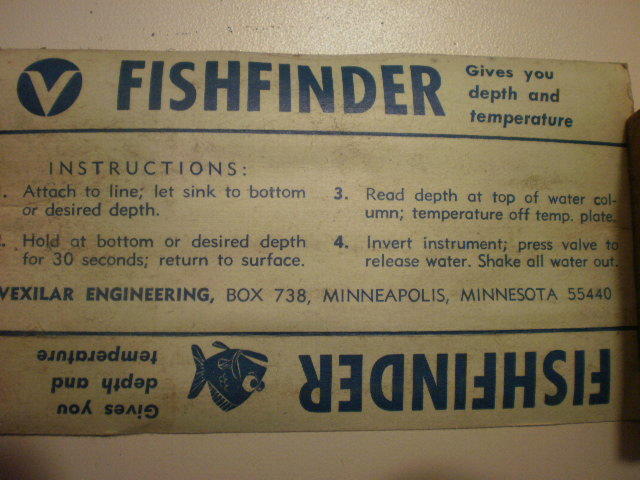 V FISHFINDER Gives you
depth and
temperature
INSTRUCTIONS:
1. Attach to line; let sink to bottom
or desired depth.
2. Hold at bottom or desired depth
for 30 seconds; return to surface.
3. Read depth at top of water col-
umn; temperature off temp. plate.
4. Invert instrument; press valve to
release water. Shake all water out.
VEXILAR ENGINEERING, BOX 738, MINNEAPOLIS, MINNESOTA 55440
FISHFINDER
Gives you
depth and
temperature